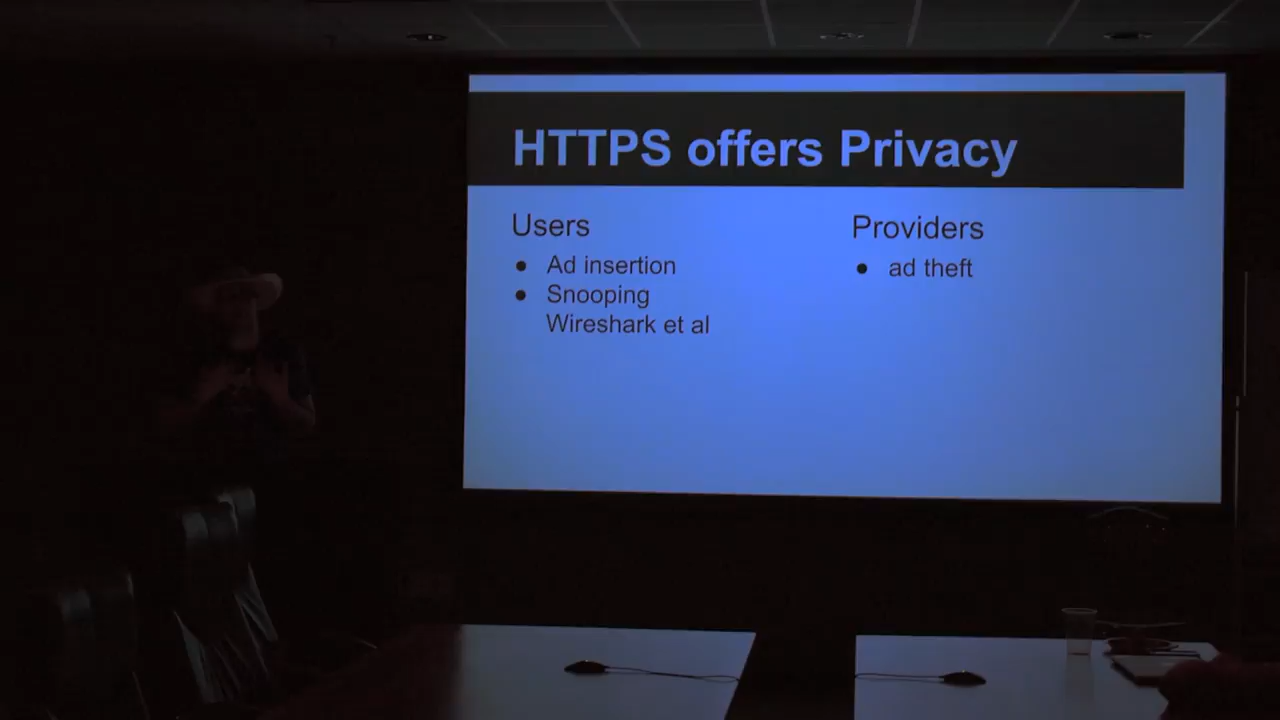 HTTPS offers Privacy
Users
● Ad insertion
● Snooping
Wireshark et al
Providers
● ad theft